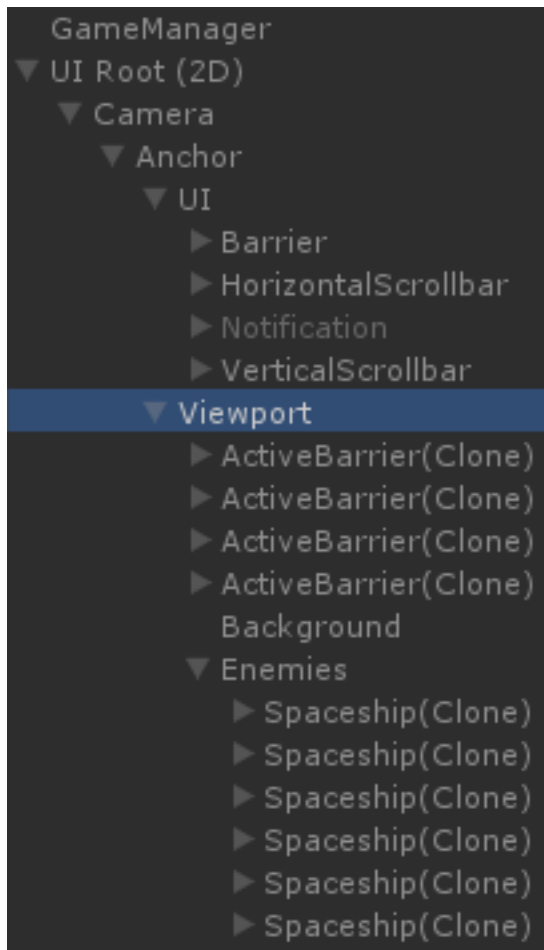 GameManager
UI Root (2D)
Camera
Anchor
UI
Barrier
HorizontalScrollbar
Notification
VerticalScrollbar
Viewport
ActiveBarrier(Clone)
ActiveBarrier(Clone)
ActiveBarrier(Clone)
ActiveBarrier(Clone)
Background
Enemies
Spaceship(Clone)
Spaceship(Clone)
Spaceship(Clone)
Spaceship(Clone)
Spaceship(Clone)
Spaceship(Clone)